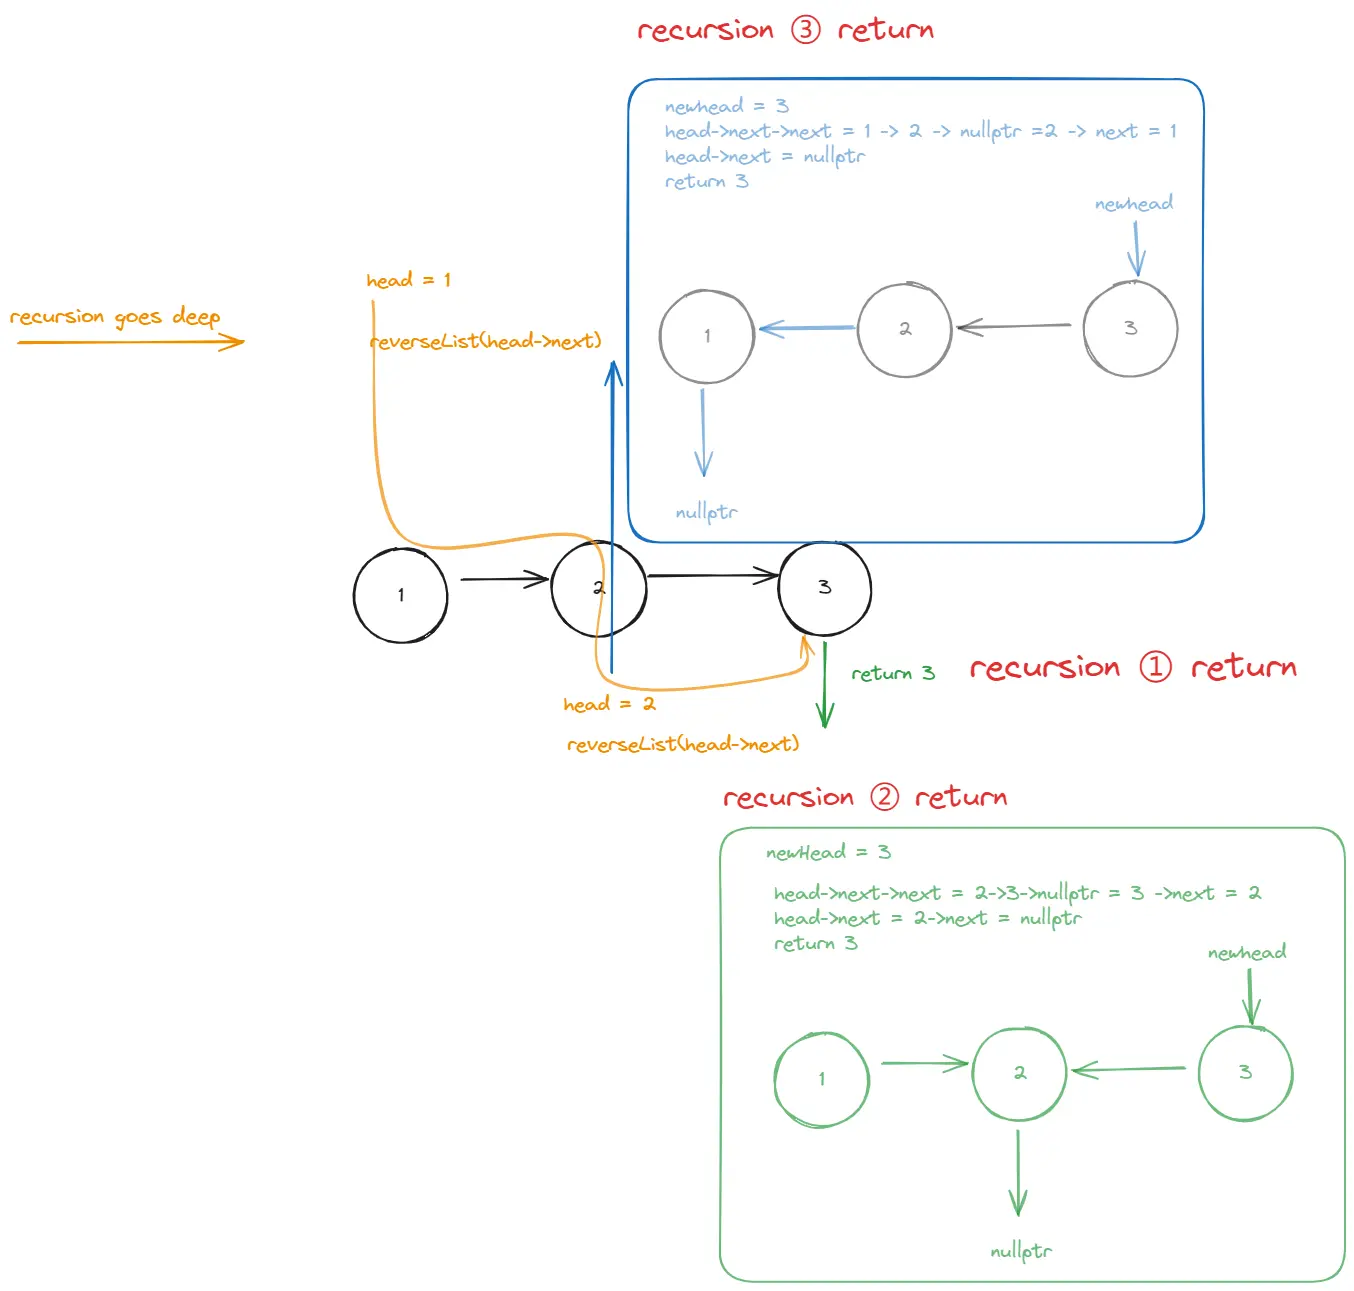 recursion ③ return
newhead = 3
head->next->next = 1 -> 2 -> nullptr =2 -> next = 1
head->next = nullptr
return 3
newhead
1
2
3
nullptr
head = 1
recursion goes deep
reverseList(head->next)
1
2
3
return 3
recursion ① return
head = 2
reverseList(head->next)
recursion ② return
newHead = 3
head->next->next = 2->3->nullptr = 3 ->next = 2
head->next = 2->next = nullptr
return 3
newhead
1
2
3
nullptr